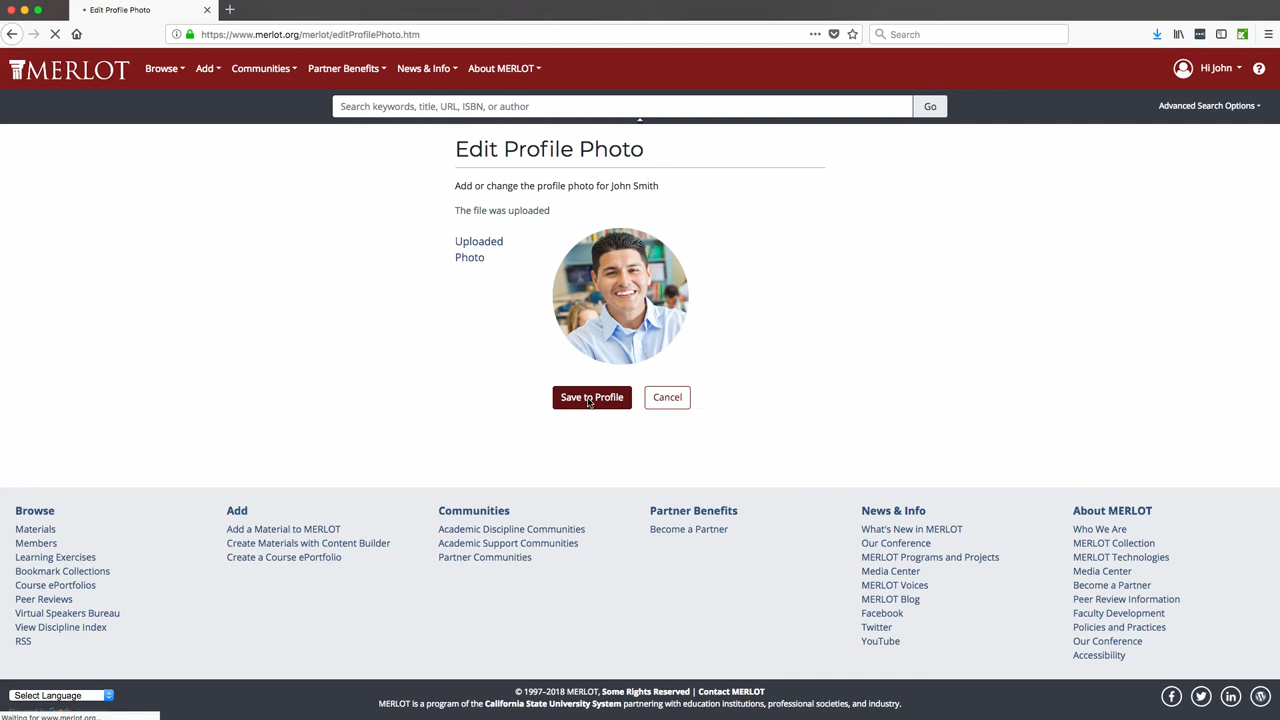 Edit Profile Photo
https://www.merlot.org/merlot/editProfilePhoto.htm
Search
MERLOT
Browse
Add
Communities
Partner Benefits
News & Info
About MERLOT
Hi John
Search keywords, title, URL, ISBN, or author
Go
Advanced Search Options
Edit Profile Photo
Add or change the profile photo for John Smith
The file was uploaded
Uploaded
Photo
Save to Profile
Cancel
Browse
Materials
Members
Learning Exercises
Bookmark Collections
Course ePortfolios
Peer Reviews
Virtual Speakers Bureau
View Discipline Index
RSS
Add
Add a Material to MERLOT
Create Materials with Content Builder
Create a Course ePortfolio
Communities
Academic Discipline Communities
Academic Support Communities
Partner Communities
Partner Benefits
Become a Partner
News & Info
What's New in MERLOT
Our Conference
MERLOT Programs and Projects
Media Center
MERLOT Voices
MERLOT Blog
Facebook
Twitter
YouTube
About MERLOT
Who We Are
MERLOT Collection
MERLOT Technologies
Media Center
Become a Partner
Peer Review Information
Faculty Development
Policies and Practices
Our Conference
Accessibility
Select Language
© 1997–2018 MERLOT, Some Rights Reserved | Contact MERLOT
MERLOT is a program of the California State University System partnering with education institutions, professional societies, and industry.
Waiting for www.merlot.org...